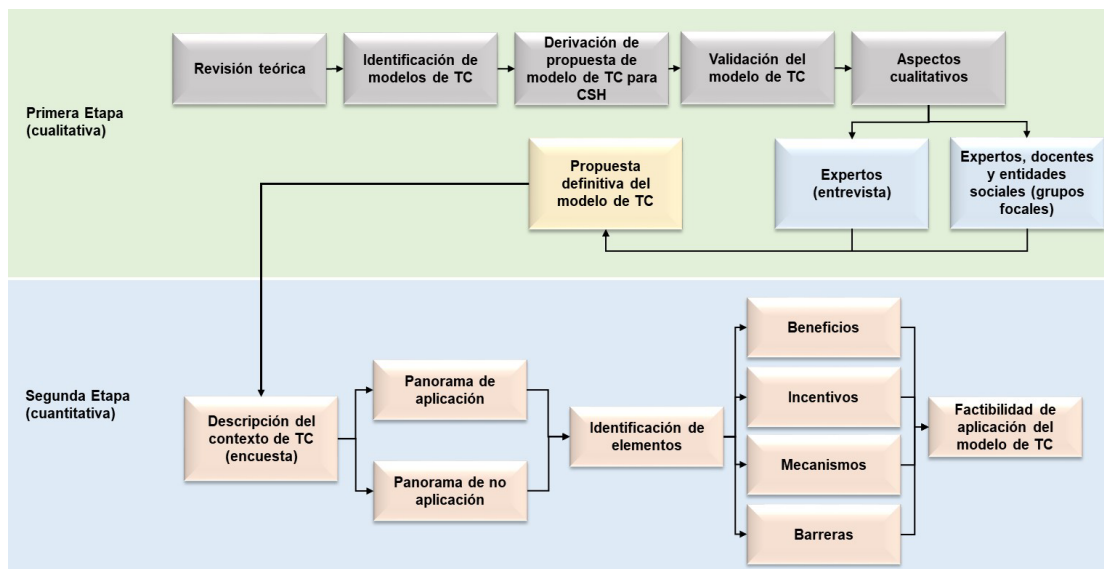 Primera Etapa
(cualitativa)
Revisión teórica
Identificación de
modelos de TC
Derivación de
propuesta de
modelo de TC para
CSH
Validación del
modelo de TC
Aspectos
cualitativos
Propuesta
definitiva del
modelo de TC
Expertos
(entrevista)
Expertos, docentes
y entidades
sociales (grupos
focales)
Segunda Etapa
(cuantitativa)
Descripción del
contexto de TC
(encuesta)
Panorama de
aplicación
Panorama de no
aplicación
Identificación de
elementos
Beneficios
Incentivos
Mecanismos
Barreras
Factibilidad de
aplicación del
modelo de TC